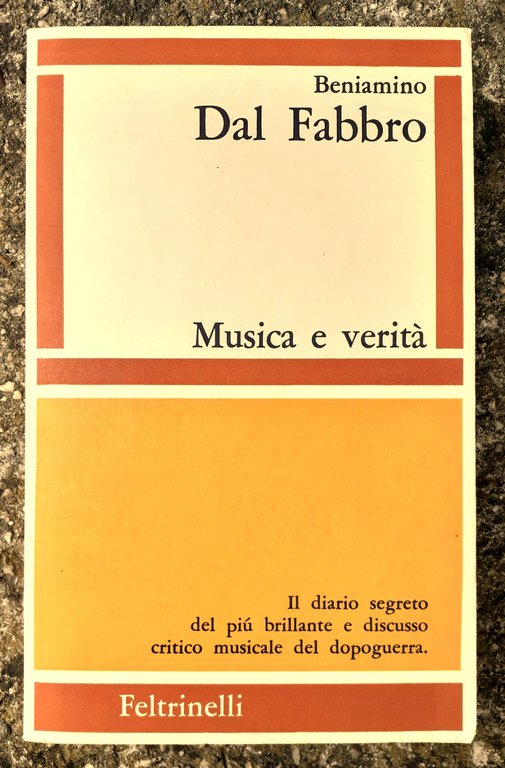 Beniamino
Dal Fabbro
Musica e verità
Il diario segreto
del piú brillante e discusso
critico musicale del dopoguerra.
Feltrinelli